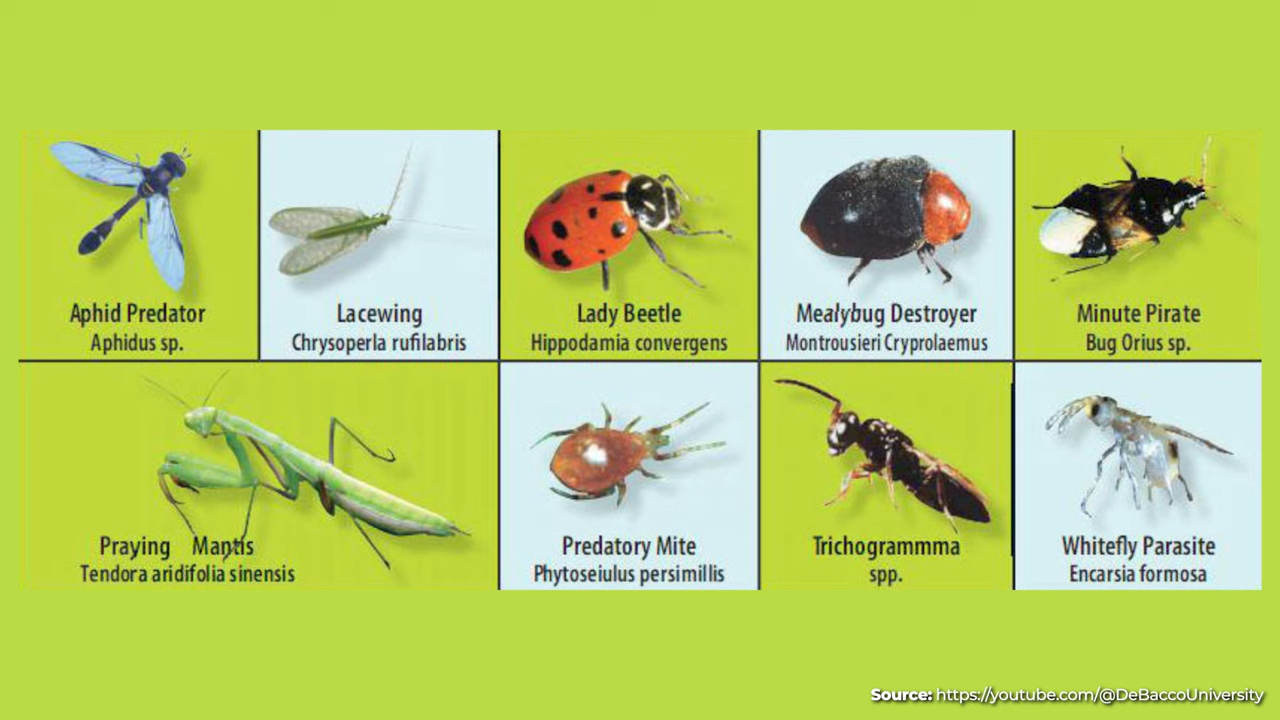 Aphid Predator
Aphidus sp.
Lacewing
Chrysoperla rufilabris
Lady Beetle
Hippodamia convergens
Mealybug Destroyer
Montrousieri Cryprolaemus
Minute Pirate
Bug Orius sp.
Praying Mantis
Tendora aridifolia sinensis
Predatory Mite
Phytoseiulus persimillis
Trichogrammma
spp.
Whitefly Parasite
Encarsia formosa
Source: https://youtube.com/@DeBaccoUniversity